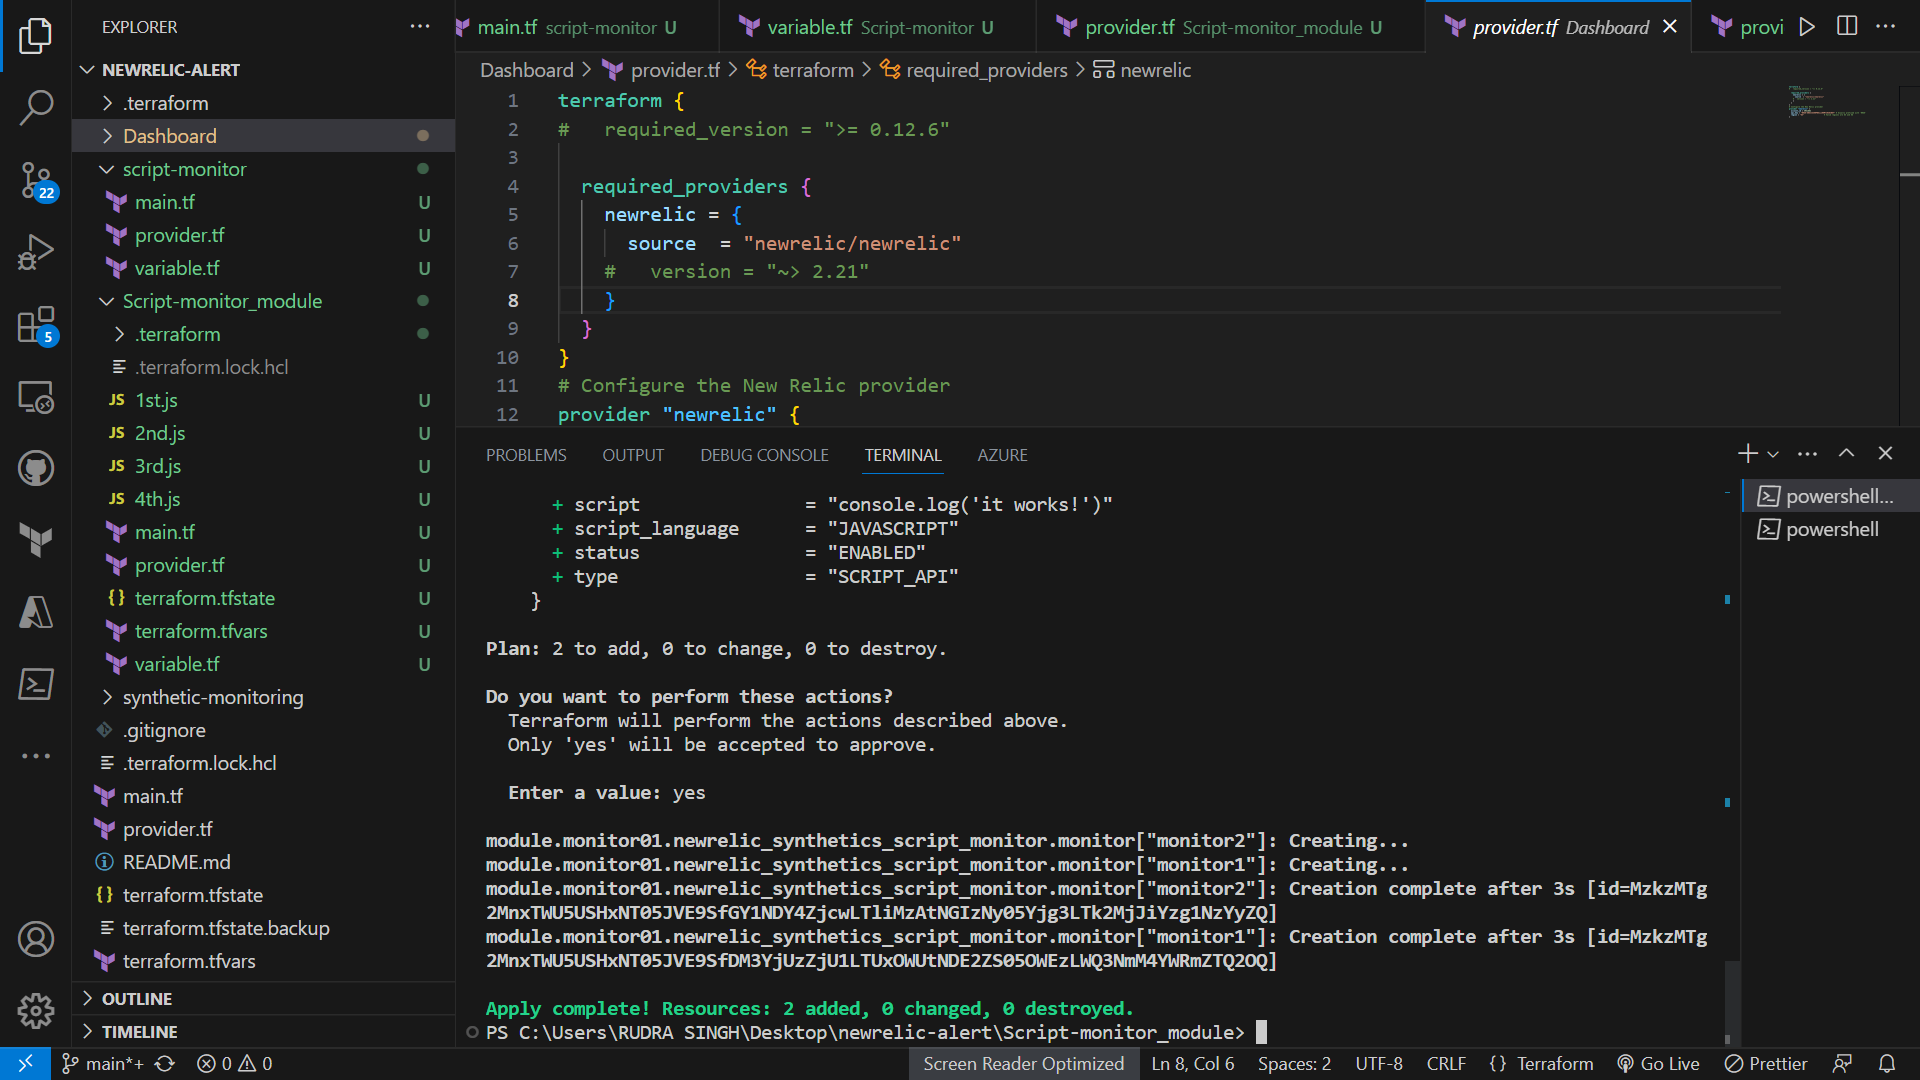 EXPLORER
NEWRELIC-ALERT
.terraform
Dashboard
script-monitor
main.tf U
provider.tf U
variable.tf U
Script-monitor_module
.terraform
.terraform.lock.hcl
JS 1st.js U
JS 2nd.js U
JS 3rd.js U
JS 4th.js U
main.tf U
provider.tf U
{} terraform.tfstate U
terraform.tfvars U
variable.tf U
synthetic-monitoring
.gitignore
.terraform.lock.hcl
main.tf
provider.tf
README.md
{} terraform.tfstate
terraform.tfstate.backup
terraform.tfvars
OUTLINE
TIMELINE
22
5
main.tf script-monitor U
variable.tf Script-monitor U
provider.tf Script-monitor_module U
provider.tf Dashboard
provi
Dashboard > provider.tf > terraform > required_providers > newrelic
1 terraform {
2 # required_version = ">= 0.12.6"
3
4 required_providers {
5 newrelic = {
6 source = "newrelic/newrelic"
7 # version = "~> 2.21"
8 }
9 }
10 }
11 # Configure the New Relic provider
12 provider "newrelic" {
PROBLEMS OUTPUT DEBUG CONSOLE TERMINAL AZURE
+ script = "console.log('it works!')"
+ script_language = "JAVASCRIPT"
+ status = "ENABLED"
+ type = "SCRIPT_API"
}
Plan: 2 to add, 0 to change, 0 to destroy.
Do you want to perform these actions?
Terraform will perform the actions described above.
Only 'yes' will be accepted to approve.
Enter a value: yes
module.monitor01.newrelic_synthetics_script_monitor.monitor["monitor2"]: Creating...
module.monitor01.newrelic_synthetics_script_monitor.monitor["monitor1"]: Creating...
module.monitor01.newrelic_synthetics_script_monitor.monitor["monitor2"]: Creation complete after 3s [id=MzkzMTg
2MnxTWU5USHxNT05JVE9SfGY1NDY4ZjcwLTliMzAtNGIzNy05Yjg3LTk2MjJiYzg1NzYyZQ]
module.monitor01.newrelic_synthetics_script_monitor.monitor["monitor1"]: Creation complete after 3s [id=MzkzMTg
2MnxTWU5USHxNT05JVE9SfDM3YjUzZjU1LTUxOWUtNDE2ZS05OWEzLWQ3NmM4YWRmZTQ2OQ]
Apply complete! Resources: 2 added, 0 changed, 0 destroyed.
PS C:\Users\RUDRA SINGH\Desktop\newrelic-alert\Script-monitor_module>
powershell...
powershell
main*+ 0 0
Screen Reader Optimized Ln 8, Col 6 Spaces: 2 UTF-8 CRLF {} Terraform Go Live Prettier